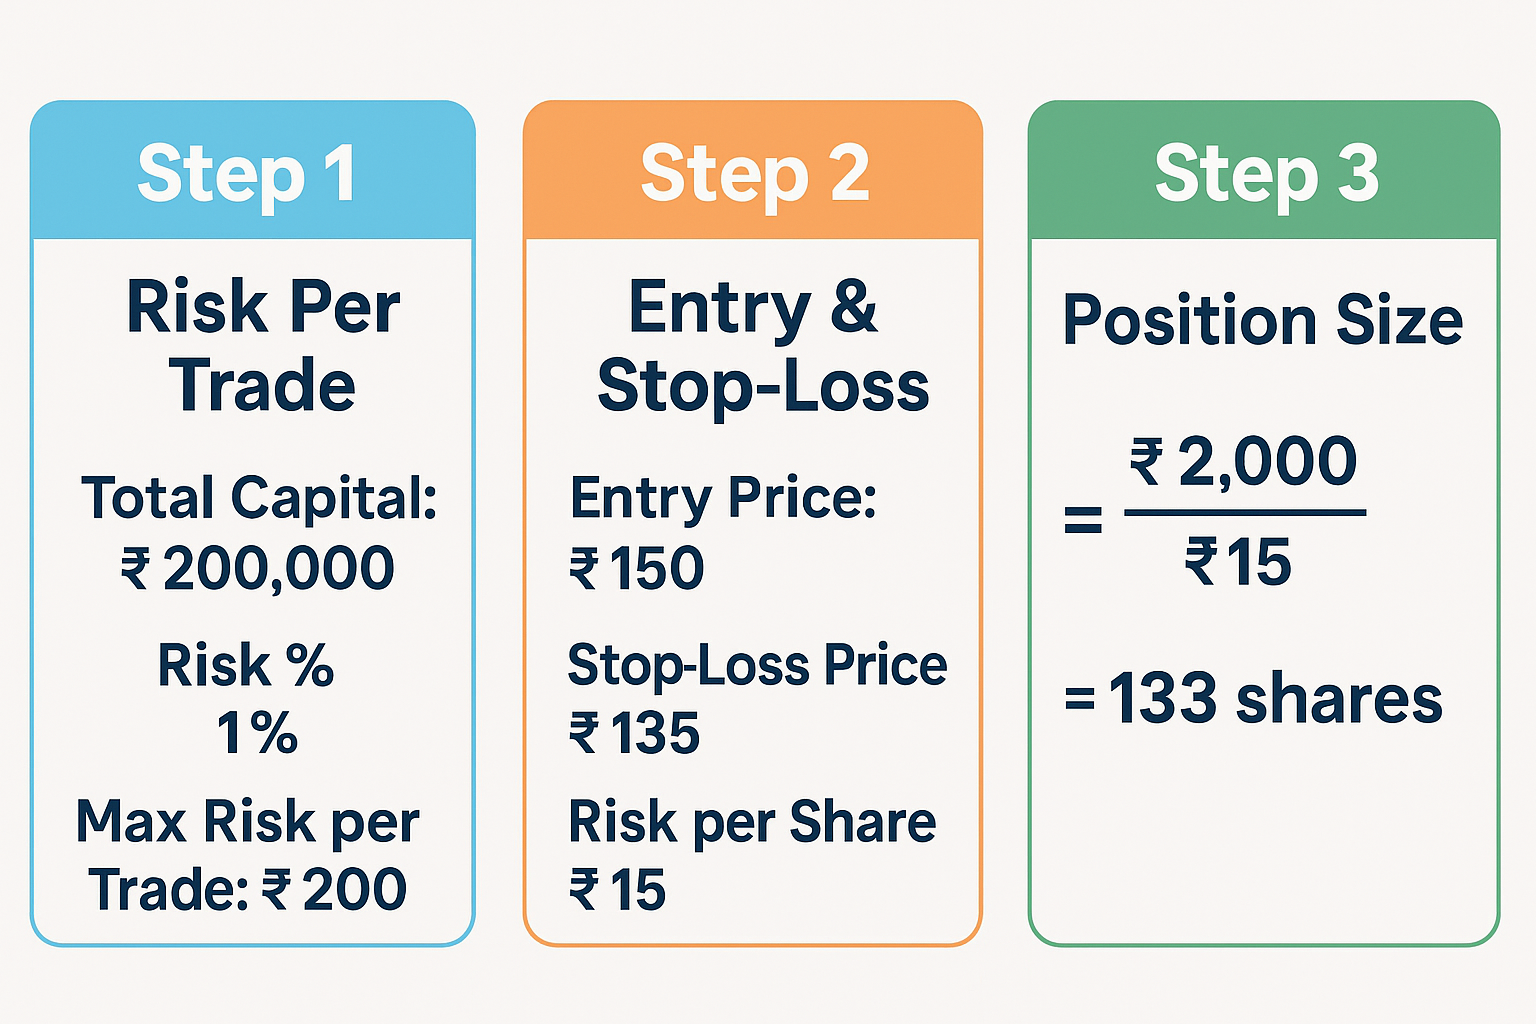 Step 1
Risk Per
Trade
Total Capital:
₹ 200,000
Risk %
1%
Max Risk per
Trade: ₹ 200
Step 2
Entry &
Stop-Loss
Entry Price:
₹ 150
Stop-Loss Price
₹ 135
Risk per Share
₹ 15
Step 3
Position Size
= ₹ 2,000
₹ 15
= 133 shares